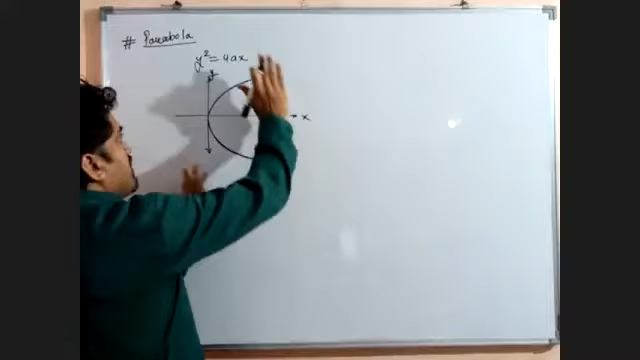 # Parabola
y² = 4ax
y
x